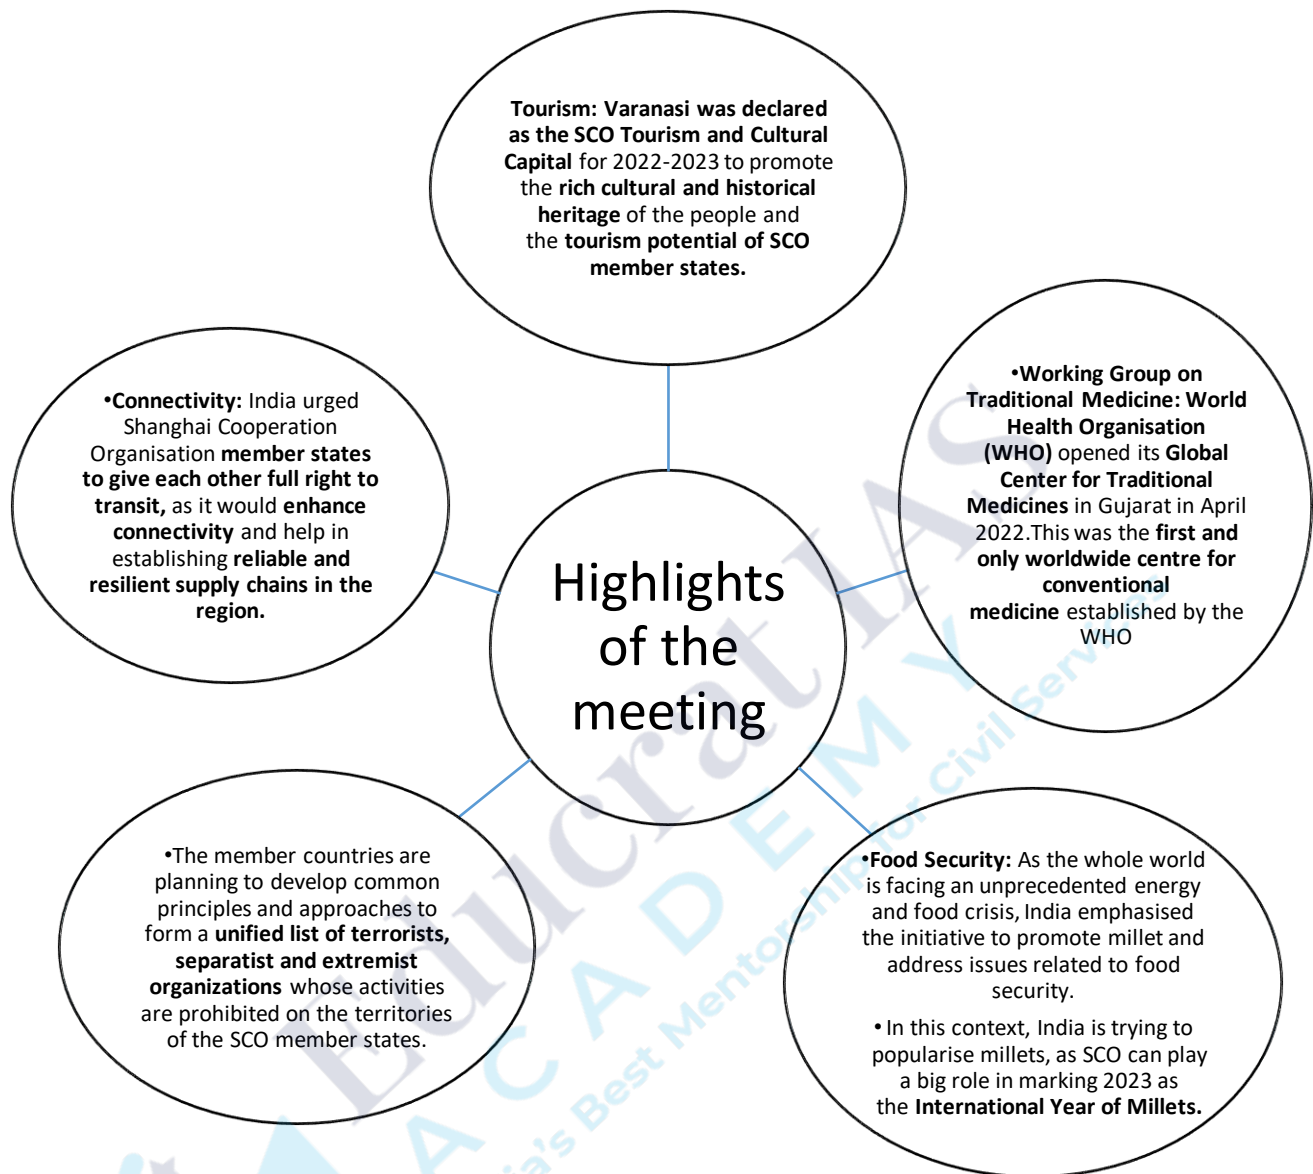 Tourism: Varanasi was declared
as the SCO Tourism and Cultural
Capital for 2022-2023 to promote
the rich cultural and historical
heritage of the people and
the tourism potential of SCO
member states.
•Connectivity: India urged
Shanghai Cooperation
Organisation member states
to give each other full right to
transit, as it would enhance
connectivity and help in
establishing reliable and
resilient supply chains in the
region.
•Working Group on
Traditional Medicine: World
Health Organisation
(WHO) opened its Global
Center for Traditional
Medicines in Gujarat in April
2022.This was the first and
only worldwide centre for
conventional
medicine established by the
WHO
Highlights
of the
meeting
•The member countries are
planning to develop common
principles and approaches to
form a unified list of terrorists,
separatist and extremist
organizations whose activities
are prohibited on the territories
of the SCO member states.
•Food Security: As the whole world
is facing an unprecedented energy
and food crisis, India emphasised
the initiative to promote millet and
address issues related to food
security.
• In this context, India is trying to
popularise millets, as SCO can play
a big role in marking 2023 as
the International Year of Millets.
Educrat IAS
ACADEMY
Best Mentorship for Civil Services